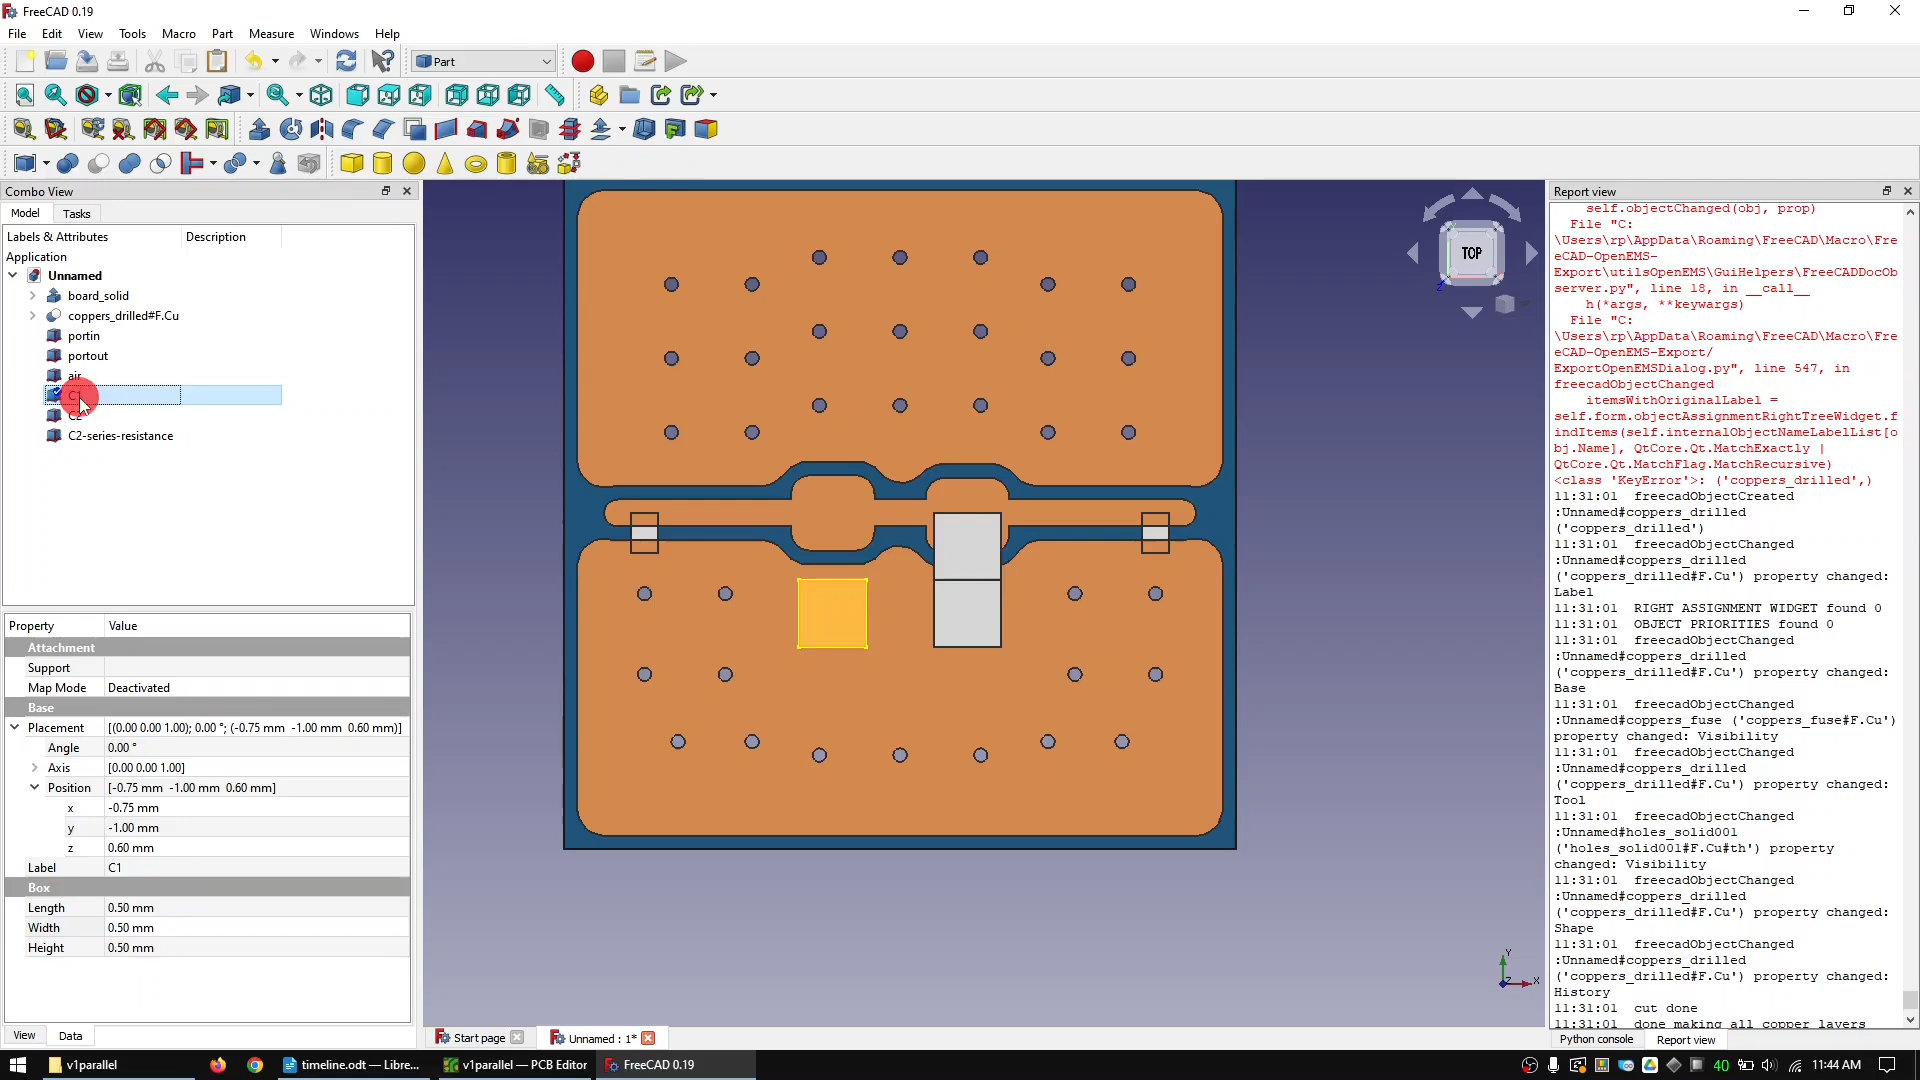 FreeCAD 0.19
File Edit View Tools Macro Part Measure Windows Help
Part
Combo View
Model Tasks
Labels & Attributes Description
Application
Unnamed
board_solid
coppers_drilled#F.Cu
portin
portout
air
C1
C2
C2-series-resistance
Property Value
Attachment
Support
Map Mode Deactivated
Base
Placement [(0.00 0.00 1.00); 0.00 °; (-0.75 mm -1.00 mm 0.60 mm)]
Angle 0.00 °
Axis [0.00 0.00 1.00]
Position [-0.75 mm -1.00 mm 0.60 mm]
x -0.75 mm
y -1.00 mm
z 0.60 mm
Label C1
Box
Length 0.50 mm
Width 0.50 mm
Height 0.50 mm
View Data
TOP
Z
Y
Z X
Start page Unnamed : 1*
Report view
self.objectChanged(obj, prop)
File "C:
\Users\rp\AppData\Roaming\FreeCAD\Macro\Fre
eCAD-OpenEMS-
Export\utilsOpenEMS\GuiHelpers\FreeCADDocOb
server.py", line 18, in __call__
h(*args, **keywargs)
File "C:
\Users\rp\AppData\Roaming\FreeCAD\Macro\Fre
eCAD-OpenEMS-Export/
ExportOpenEMSDialog.py", line 547, in
freecadObjectChanged
itemsWithOriginalLabel =
self.form.objectAssignmentRightTreeWidget.f
indItems(self.internalObjectNameLabelList[o
bj.Name], QtCore.Qt.MatchExactly |
QtCore.Qt.MatchFlag.MatchRecursive)
<class 'KeyError'>: ('coppers_drilled',)
11:31:01 freecadObjectCreated
:Unnamed#coppers_drilled
('coppers_drilled')
11:31:01 freecadObjectChanged
:Unnamed#coppers_drilled
('coppers_drilled#F.Cu') property changed:
Label
11:31:01 RIGHT ASSIGNMENT WIDGET found 0
11:31:01 OBJECT PRIORITIES found 0
11:31:01 freecadObjectChanged
:Unnamed#coppers_drilled
('coppers_drilled#F.Cu') property changed:
Base
11:31:01 freecadObjectChanged
:Unnamed#coppers_fuse ('coppers_fuse#F.Cu')
property changed: Visibility
11:31:01 freecadObjectChanged
:Unnamed#coppers_drilled
('coppers_drilled#F.Cu') property changed:
Tool
11:31:01 freecadObjectChanged
:Unnamed#holes_solid001
('holes_solid001#F.Cu#th') property
changed: Visibility
11:31:01 freecadObjectChanged
:Unnamed#coppers_drilled
('coppers_drilled#F.Cu') property changed:
Shape
11:31:01 freecadObjectChanged
:Unnamed#coppers_drilled
('coppers_drilled#F.Cu') property changed:
History
11:31:01 cut done
11:31:01 done making all copper layers
Python console Report view
v1parallel timeline.odt — Libre... v1parallel — PCB Editor FreeCAD 0.19 40 11:44 AM